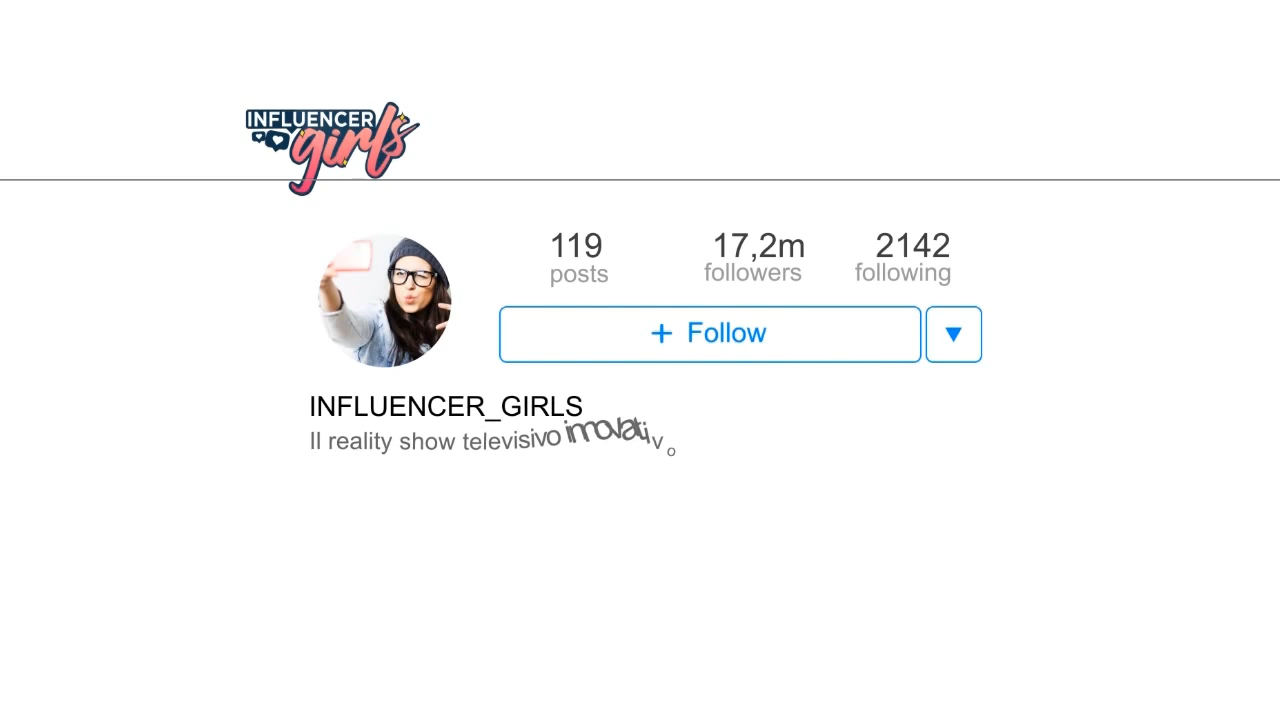 INFLUENCER
girls
119 17,2m 2142
posts followers following
+ Follow ▼
INFLUENCER_GIRLS
Il reality show televisivo innovativo